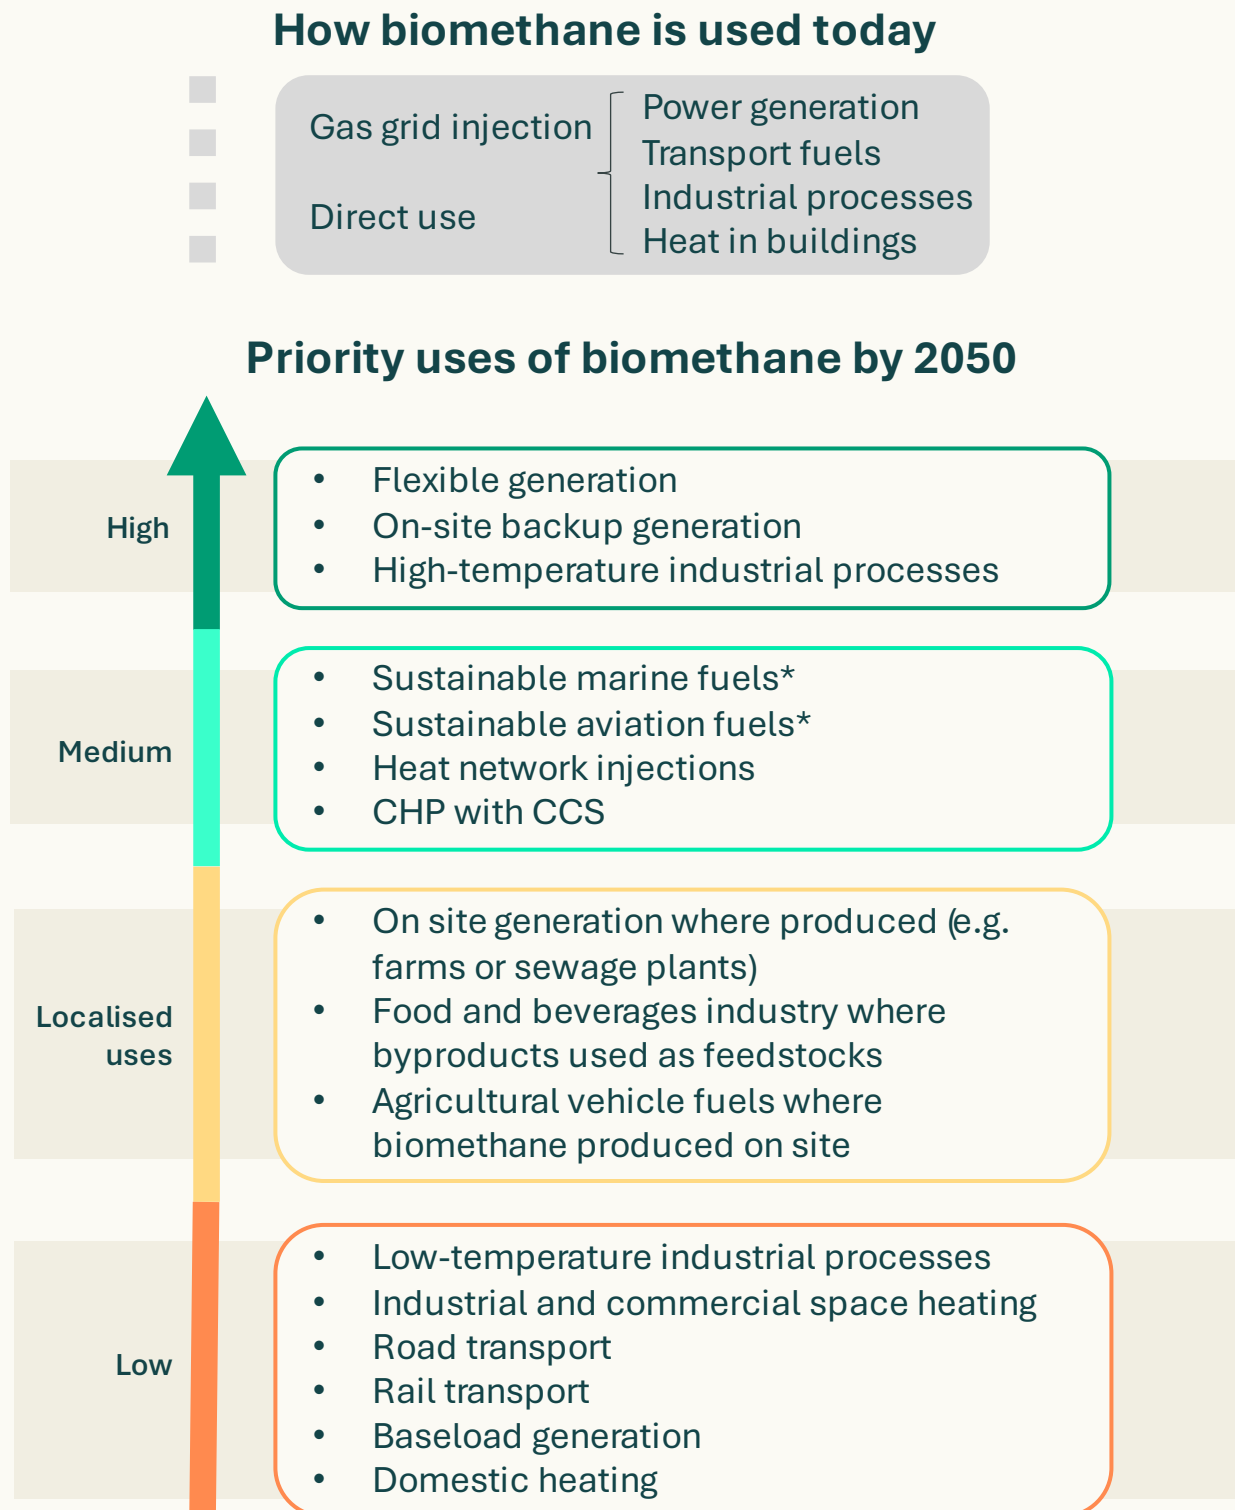 How biomethane is used today
Gas grid injection
Direct use
Power generation
Transport fuels
Industrial processes
Heat in buildings
Priority uses of biomethane by 2050
High
• Flexible generation
• On-site backup generation
• High-temperature industrial processes
Medium
• Sustainable marine fuels*
• Sustainable aviation fuels*
• Heat network injections
• CHP with CCS
Localised
uses
• On site generation where produced (e.g.
farms or sewage plants)
• Food and beverages industry where
byproducts used as feedstocks
• Agricultural vehicle fuels where
biomethane produced on site
Low
• Low-temperature industrial processes
• Industrial and commercial space heating
• Road transport
• Rail transport
• Baseload generation
• Domestic heating